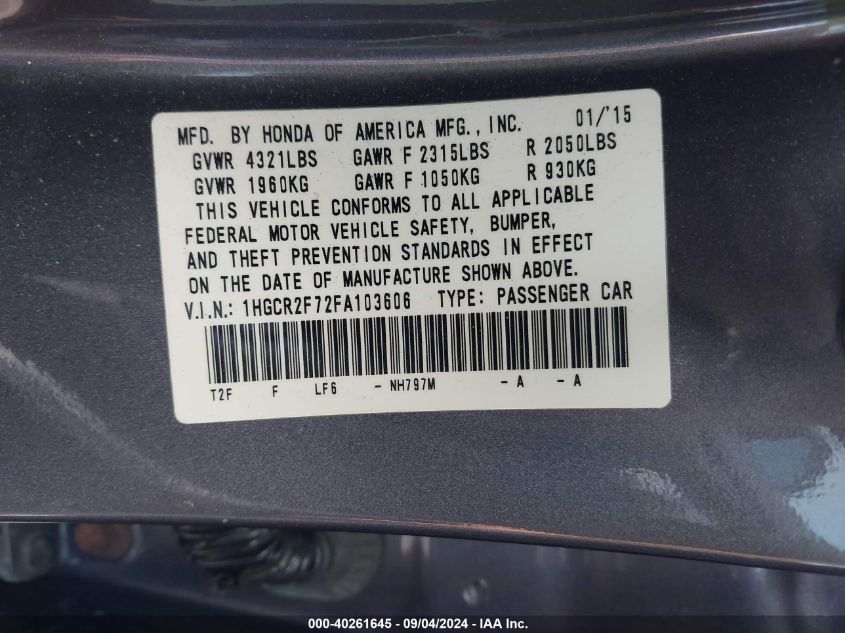 MFD. BY HONDA OF AMERICA MFG., INC. 01/'15
GVWR 4321LBS GAWR F 2315LBS R 2050LBS
GVWR 1960KG GAWR F 1050KG R 930KG
THIS VEHICLE CONFORMS TO ALL APPLICABLE
FEDERAL MOTOR VEHICLE SAFETY, BUMPER,
AND THEFT PREVENTION STANDARDS IN EFFECT
ON THE DATE OF MANUFACTURE SHOWN ABOVE.
V.I.N.: 1HGCR2F72FA103606 TYPE: PASSENGER CAR
T2F F LF6 - NH797M - A - A
000-40261645 - 09/04/2024 - IAA Inc.